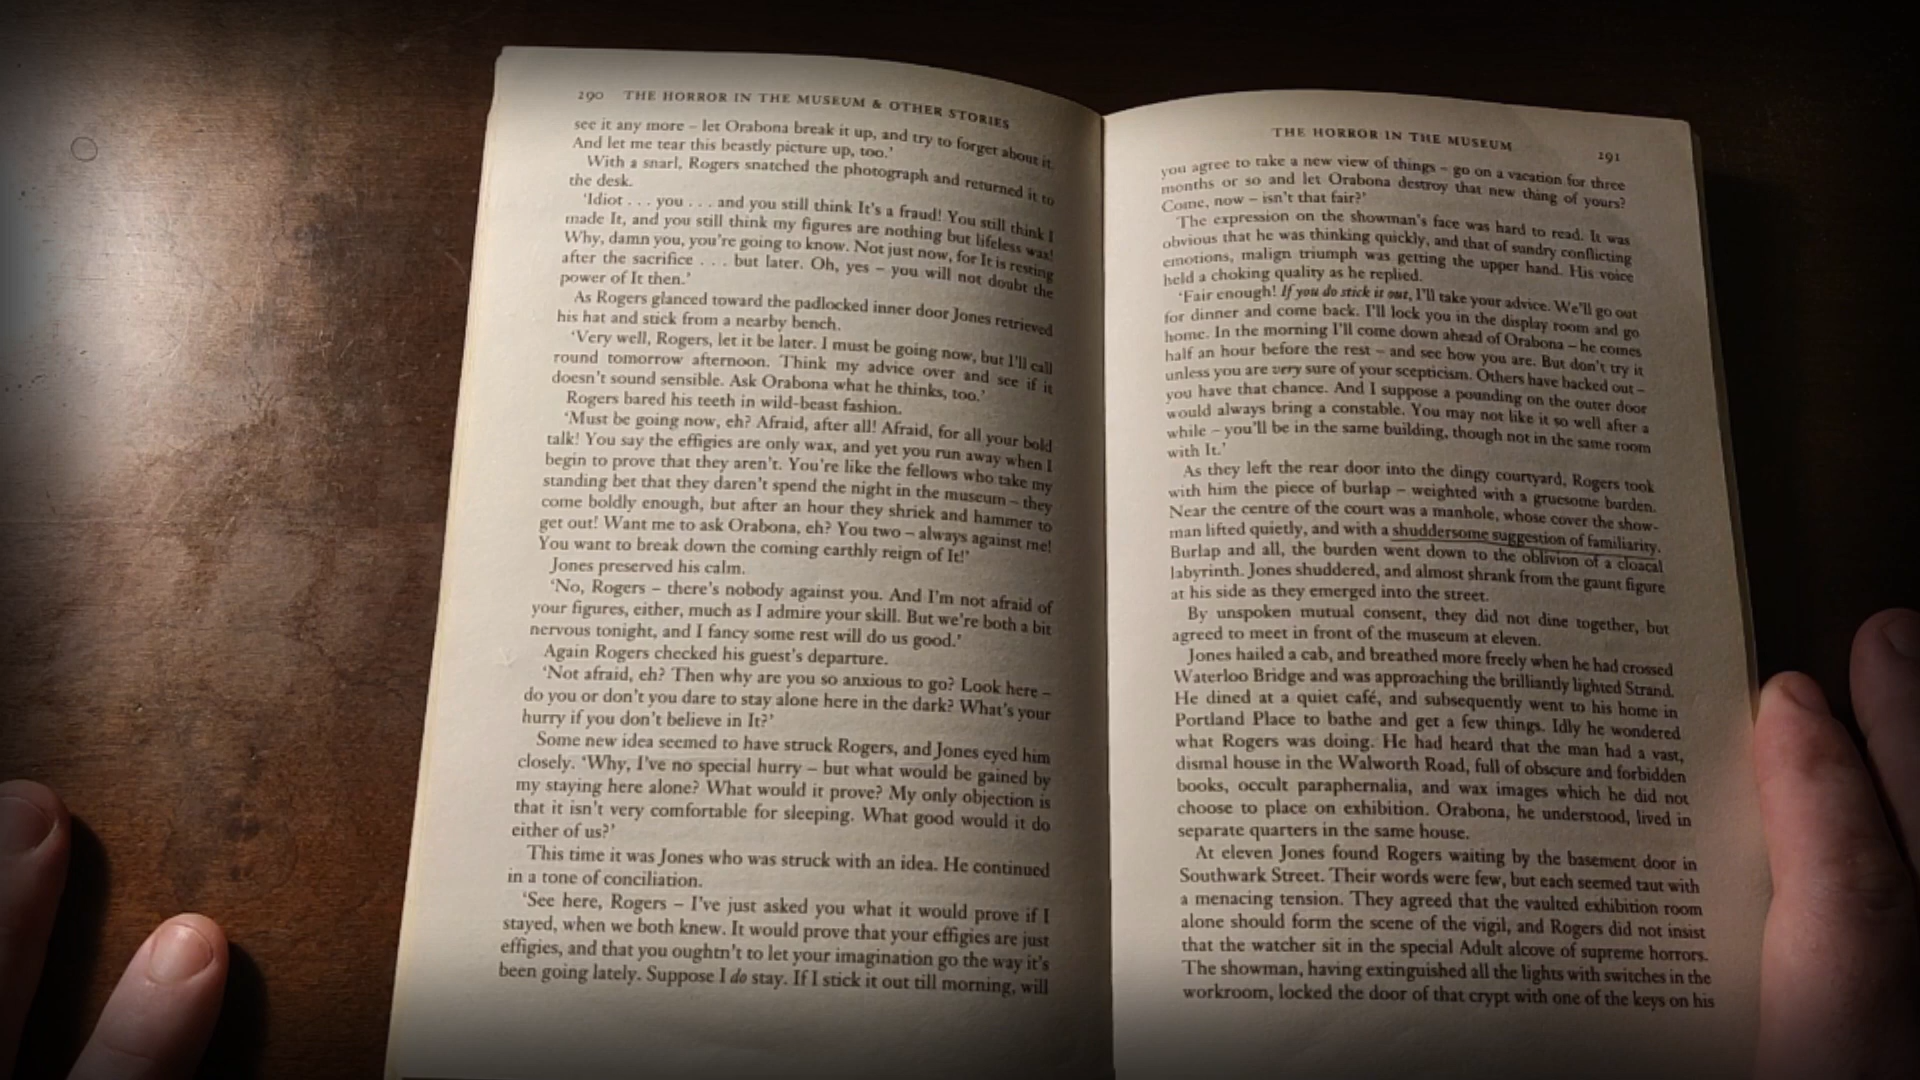 290 THE HORROR IN THE MUSEUM & OTHER STORIES
see it any more – let Orabona break it up, and try to forget about it.
And let me tear this beastly picture up, too.’
With a snarl, Rogers snatched the photograph and returned it to
the desk.
‘Idiot . . . you . . . and you still think It’s a fraud! You still think I
made It, and you still think my figures are nothing but lifeless wax!
Why, damn you, you’re going to know. Not just now, for It is resting
after the sacrifice . . . but later. Oh, yes – you will not doubt the
power of It then.’
As Rogers glanced toward the padlocked inner door Jones retrieved
his hat and stick from a nearby bench.
‘Very well, Rogers, let it be later. I must be going now, but I’ll call
round tomorrow afternoon. Think my advice over and see if it
doesn’t sound sensible. Ask Orabona what he thinks, too.’
Rogers bared his teeth in wild-beast fashion.
‘Must be going now, eh? Afraid, after all! Afraid, for all your bold
talk! You say the effigies are only wax, and yet you run away when I
begin to prove that they aren’t. You’re like the fellows who take my
standing bet that they daren’t spend the night in the museum – they
come boldly enough, but after an hour they shriek and hammer to
get out! Want me to ask Orabona, eh? You two – always against me!
You want to break down the coming earthly reign of It!’
Jones preserved his calm.
‘No, Rogers – there’s nobody against you. And I’m not afraid of
your figures, either, much as I admire your skill. But we’re both a bit
nervous tonight, and I fancy some rest will do us good.’
Again Rogers checked his guest’s departure.
‘Not afraid, eh? Then why are you so anxious to go? Look here –
do you or don’t you dare to stay alone here in the dark? What’s your
hurry if you don’t believe in It?’
Some new idea seemed to have struck Rogers, and Jones eyed him
closely. ‘Why, I’ve no special hurry – but what would be gained by
my staying here alone? What would it prove? My only objection is
that it isn’t very comfortable for sleeping. What good would it do
either of us?’
This time it was Jones who was struck with an idea. He continued
in a tone of conciliation.
‘See here, Rogers – I’ve just asked you what it would prove if I
stayed, when we both knew. It would prove that your effigies are just
effigies, and that you oughtn’t to let your imagination go the way it’s
been going lately. Suppose I do stay. If I stick it out till morning, will
THE HORROR IN THE MUSEUM 291
you agree to take a new view of things – go on a vacation for three
months or so and let Orabona destroy that new thing of yours?
Come, now – isn’t that fair?’
The expression on the showman’s face was hard to read. It was
obvious that he was thinking quickly, and that of sundry conflicting
emotions, malign triumph was getting the upper hand. His voice
held a choking quality as he replied.
‘Fair enough! If you do stick it out, I’ll take your advice. We’ll go out
for dinner and come back. I’ll lock you in the display room and go
home. In the morning I’ll come down ahead of Orabona – he comes
half an hour before the rest – and see how you are. But don’t try it
unless you are very sure of your scepticism. Others have backed out –
you have that chance. And I suppose a pounding on the outer door
would always bring a constable. You may not like it so well after a
while – you’ll be in the same building, though not in the same room
with It.’
As they left the rear door into the dingy courtyard, Rogers took
with him the piece of burlap – weighted with a gruesome burden.
Near the centre of the court was a manhole, whose cover the show-
man lifted quietly, and with a shuddersome suggestion of familiarity.
Burlap and all, the burden went down to the oblivion of a cloacal
labyrinth. Jones shuddered, and almost shrank from the gaunt figure
at his side as they emerged into the street.
By unspoken mutual consent, they did not dine together, but
agreed to meet in front of the museum at eleven.
Jones hailed a cab, and breathed more freely when he had crossed
Waterloo Bridge and was approaching the brilliantly lighted Strand.
He dined at a quiet café, and subsequently went to his home in
Portland Place to bathe and get a few things. Idly he wondered
what Rogers was doing. He had heard that the man had a vast,
dismal house in the Walworth Road, full of obscure and forbidden
books, occult paraphernalia, and wax images which he did not
choose to place on exhibition. Orabona, he understood, lived in
separate quarters in the same house.
At eleven Jones found Rogers waiting by the basement door in
Southwark Street. Their words were few, but each seemed taut with
a menacing tension. They agreed that the vaulted exhibition room
alone should form the scene of the vigil, and Rogers did not insist
that the watcher sit in the special Adult alcove of supreme horrors.
The showman, having extinguished all the lights with switches in the
workroom, locked the door of that crypt with one of the keys on his